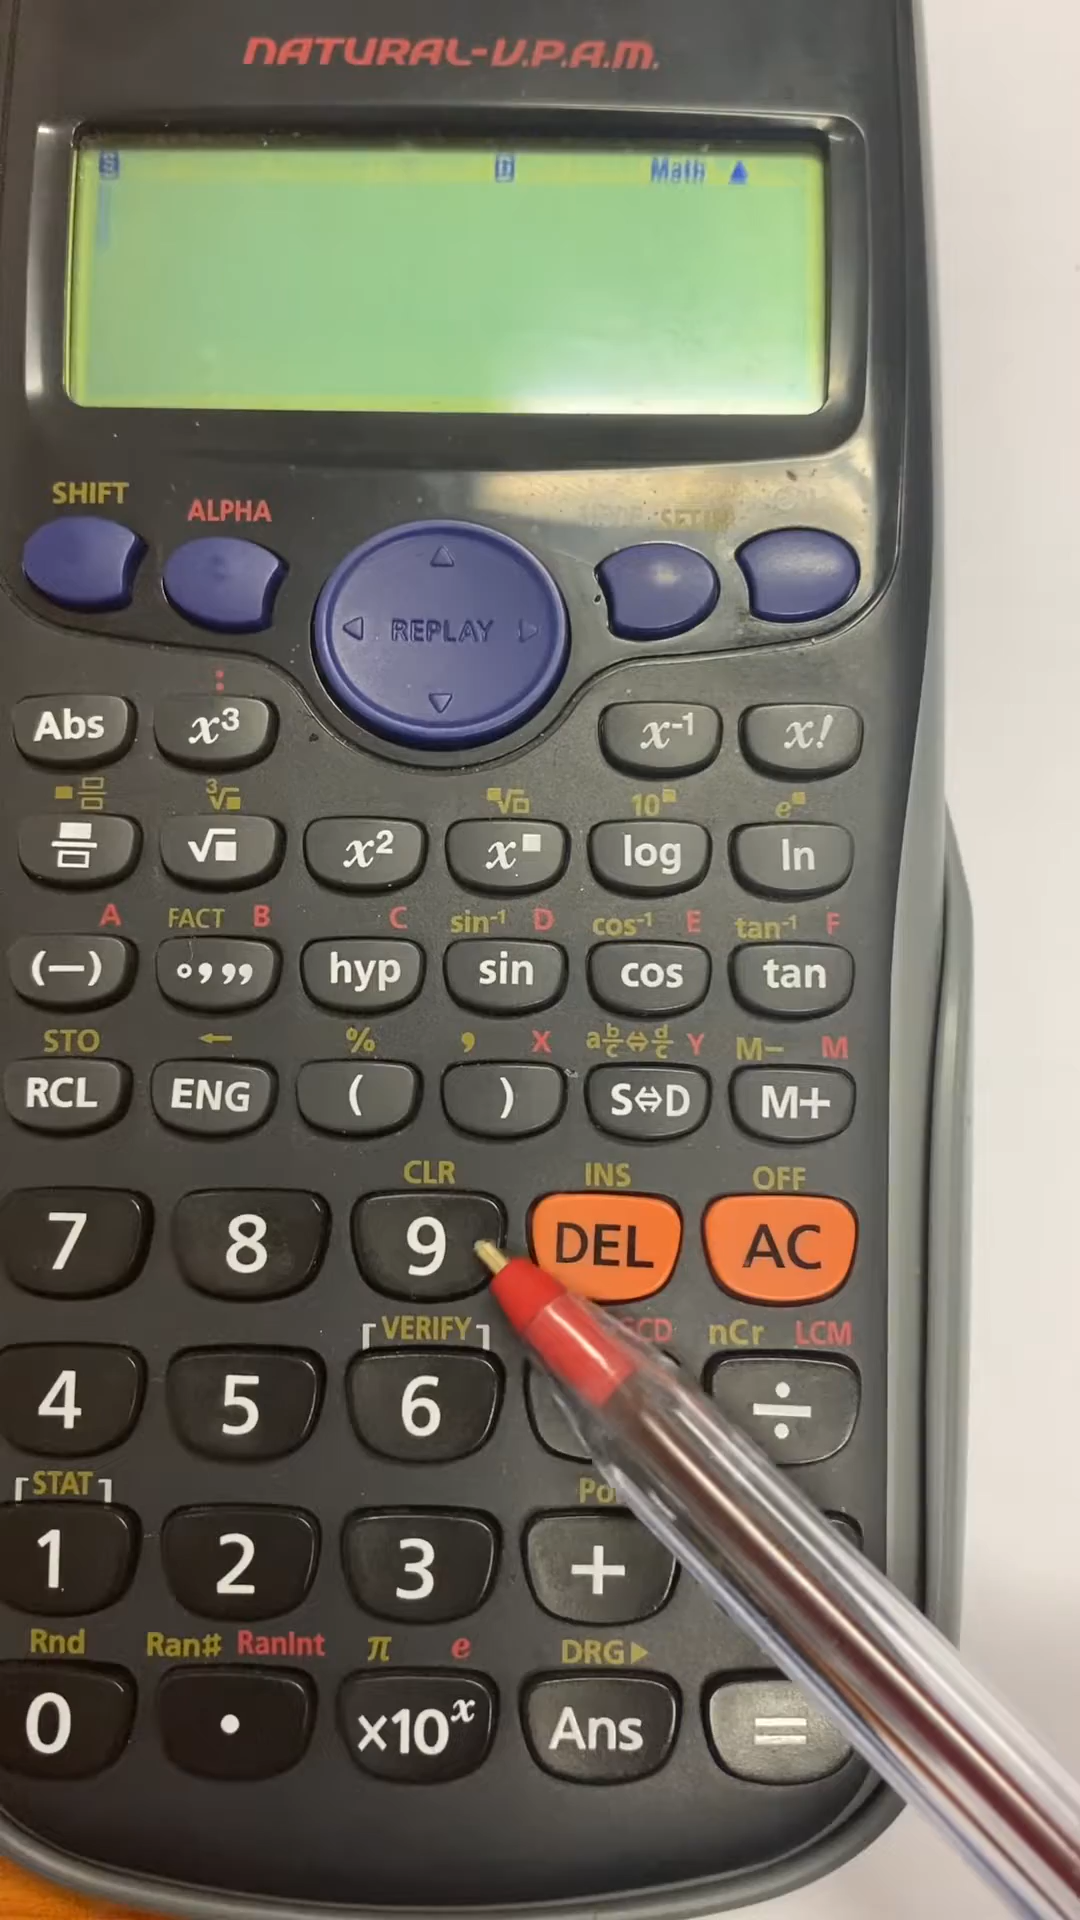 NATURAL-V.P.A.M.
S D Math ▲
SHIFT ALPHA SETUP
REPLAY
:
Abs x³ x⁻¹ x!
■▭/▭ ³√■ ■√□ 10■ e■
■/□ √■ x² x■ log ln
A FACT B C sin⁻¹ D cos⁻¹ E tan⁻¹ F
(−) °,,, hyp sin cos tan
STO ← % , X a b/c⇔d/c Y M− M
RCL ENG ( ) S⇔D M+
CLR INS OFF
7 8 9 DEL AC
VERIFY nCr LCM
4 5 6 ÷
STAT
1 2 3 +
Rnd Ran# RanInt π e DRG▶
0 • ×10ˣ Ans =